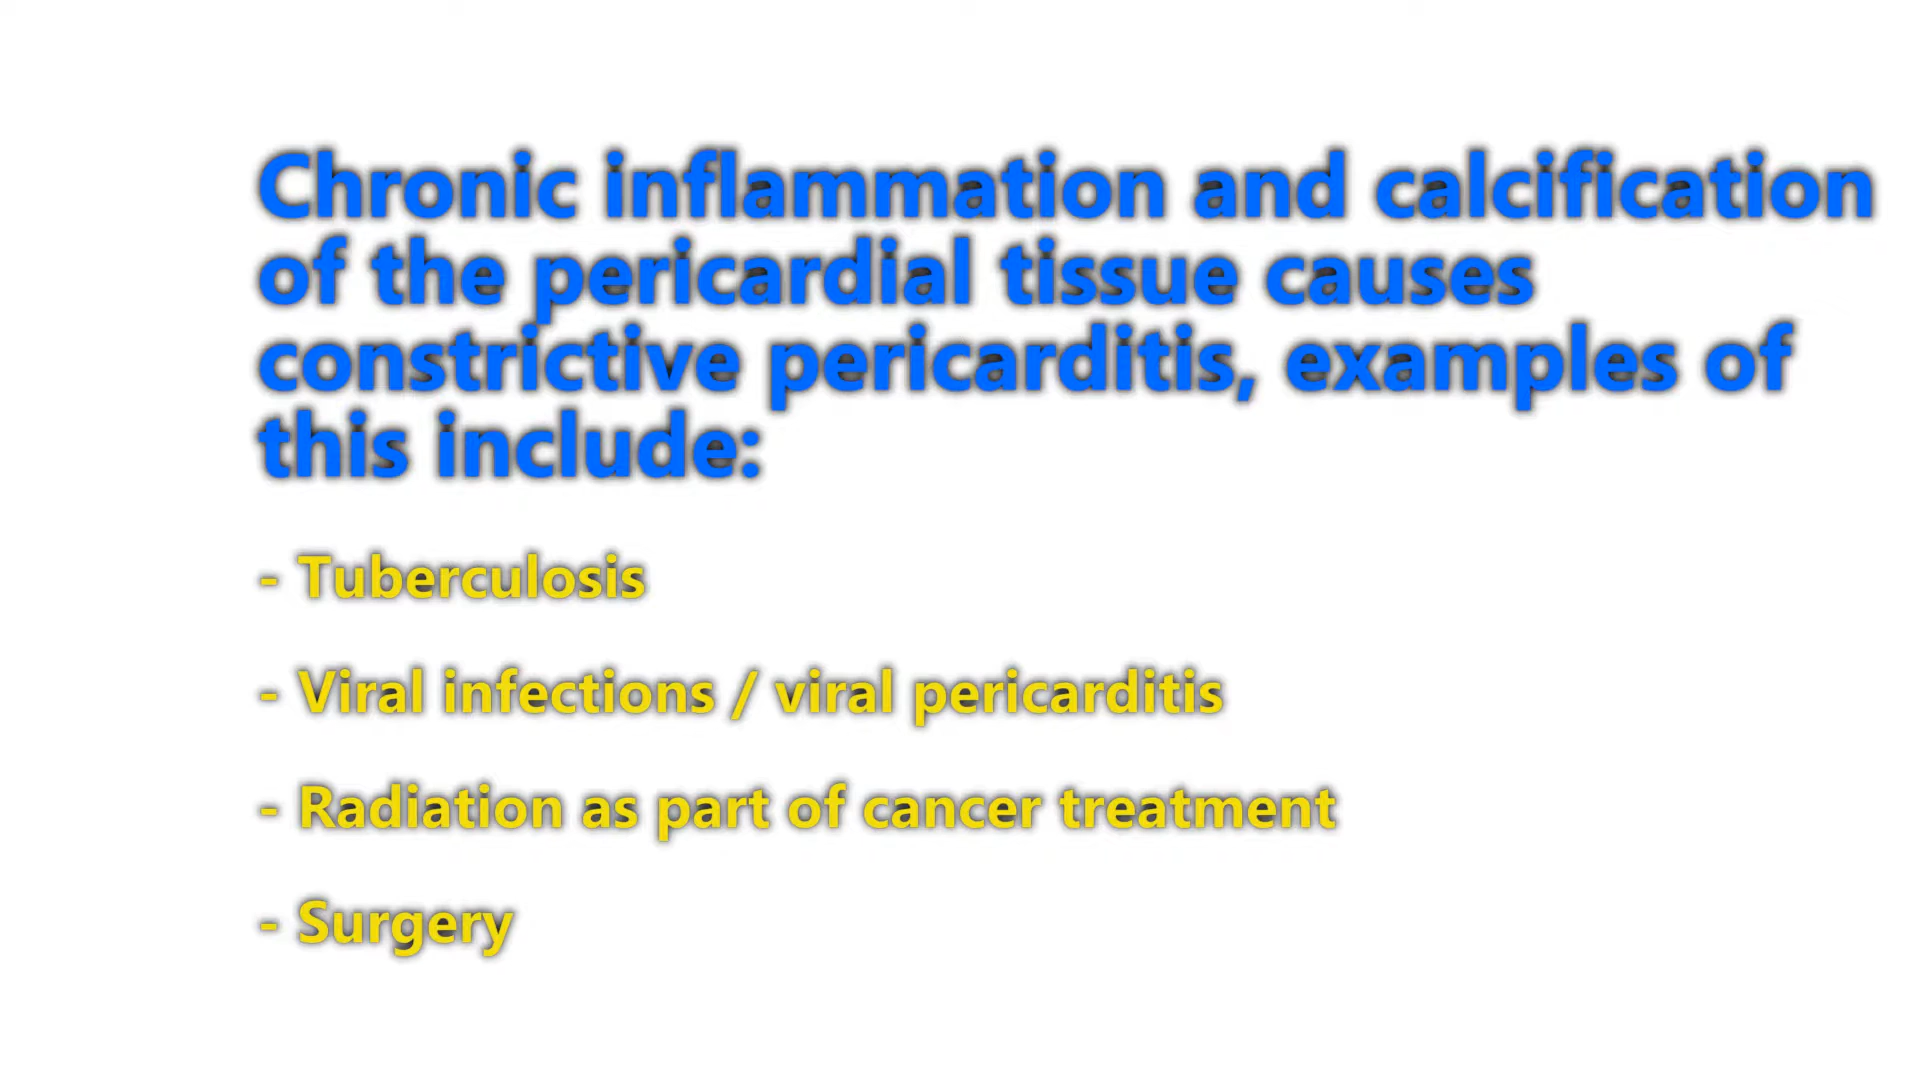 Chronic inflammation and calcification
of the pericardial tissue causes
constrictive pericarditis, examples of
this include:
- Tuberculosis
- Viral infections / viral pericarditis
- Radiation as part of cancer treatment
- Surgery